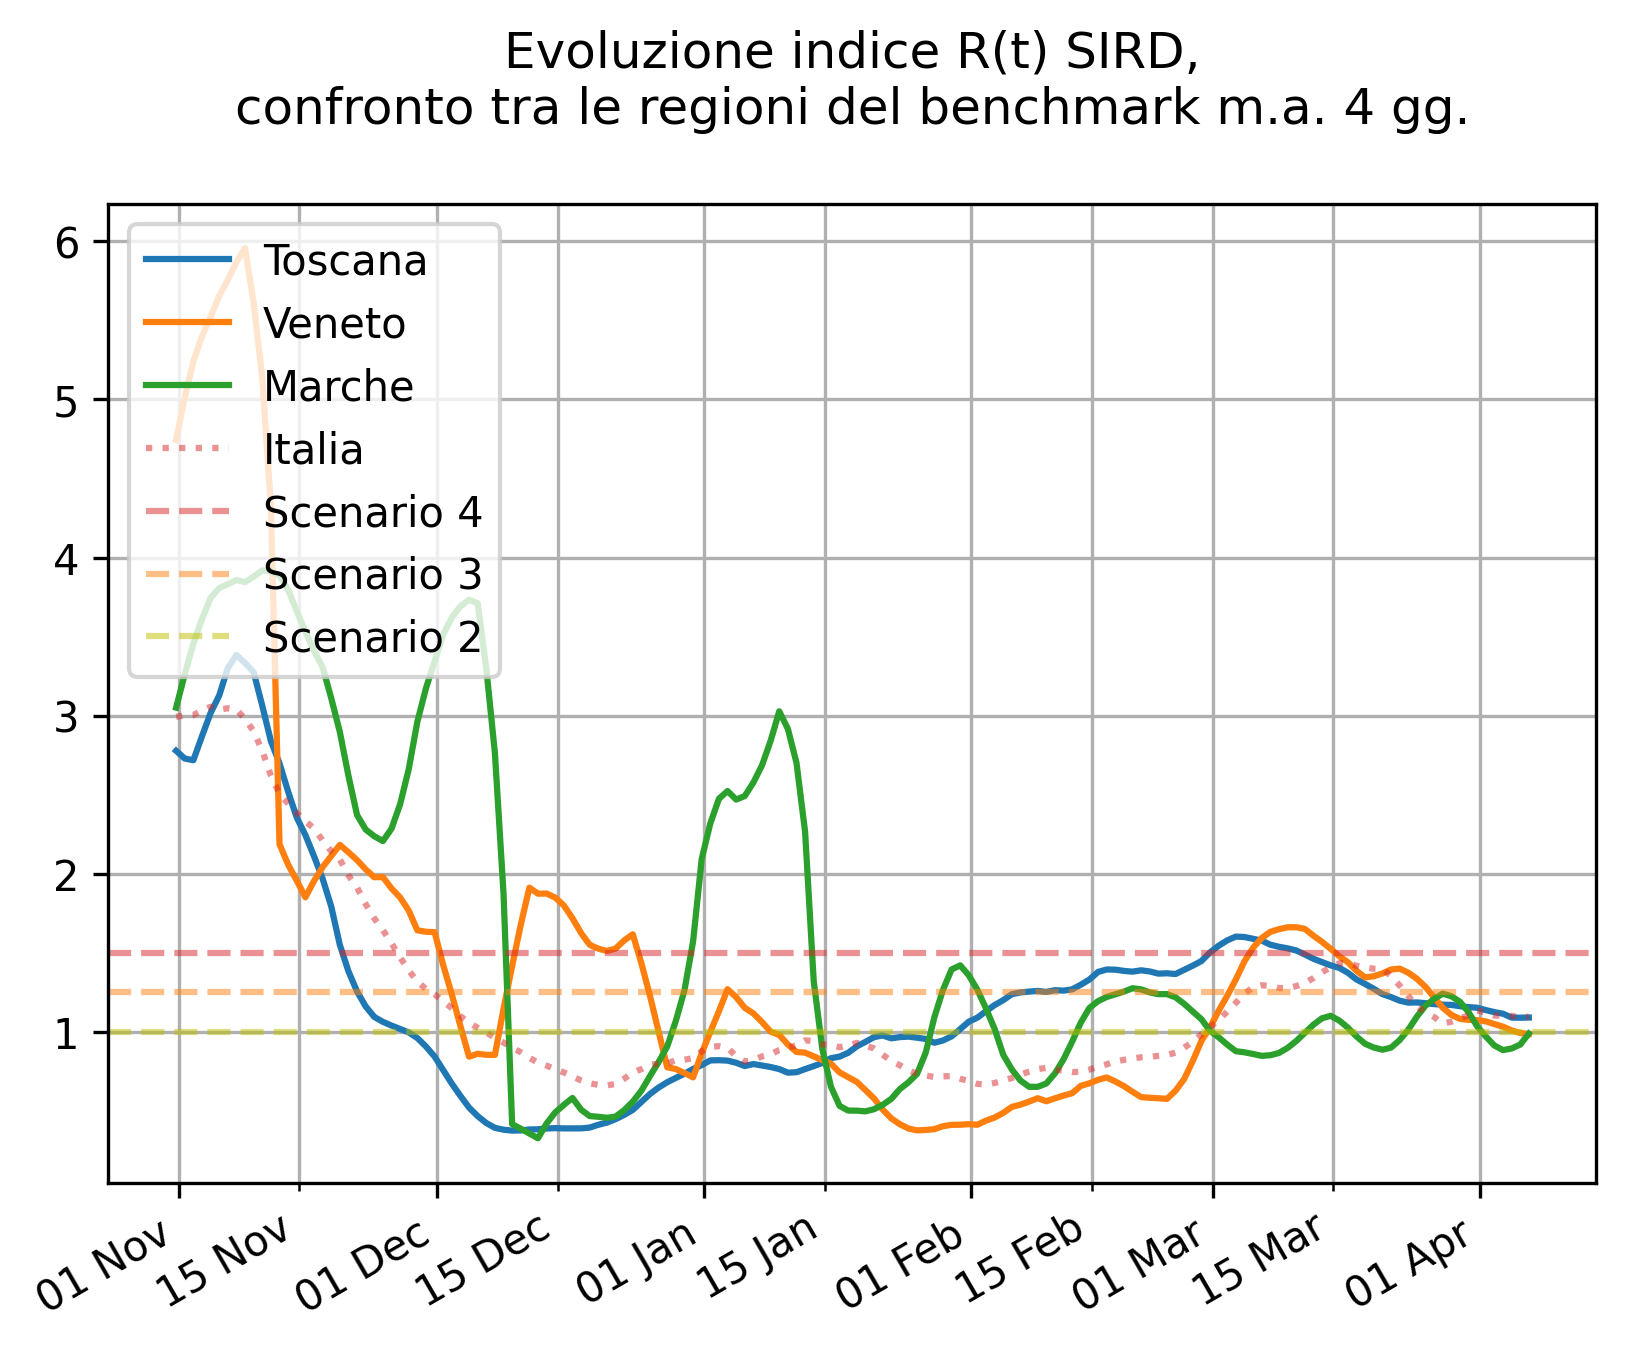 Evoluzione indice R(t) SIRD,
confronto tra le regioni del benchmark m.a. 4 gg.
6
5
4
3
2
1
Toscana
Veneto
Marche
Italia
Scenario 4
Scenario 3
Scenario 2
01 Nov
15 Nov
01 Dec
15 Dec
01 Jan
15 Jan
01 Feb
15 Feb
01 Mar
15 Mar
01 Apr